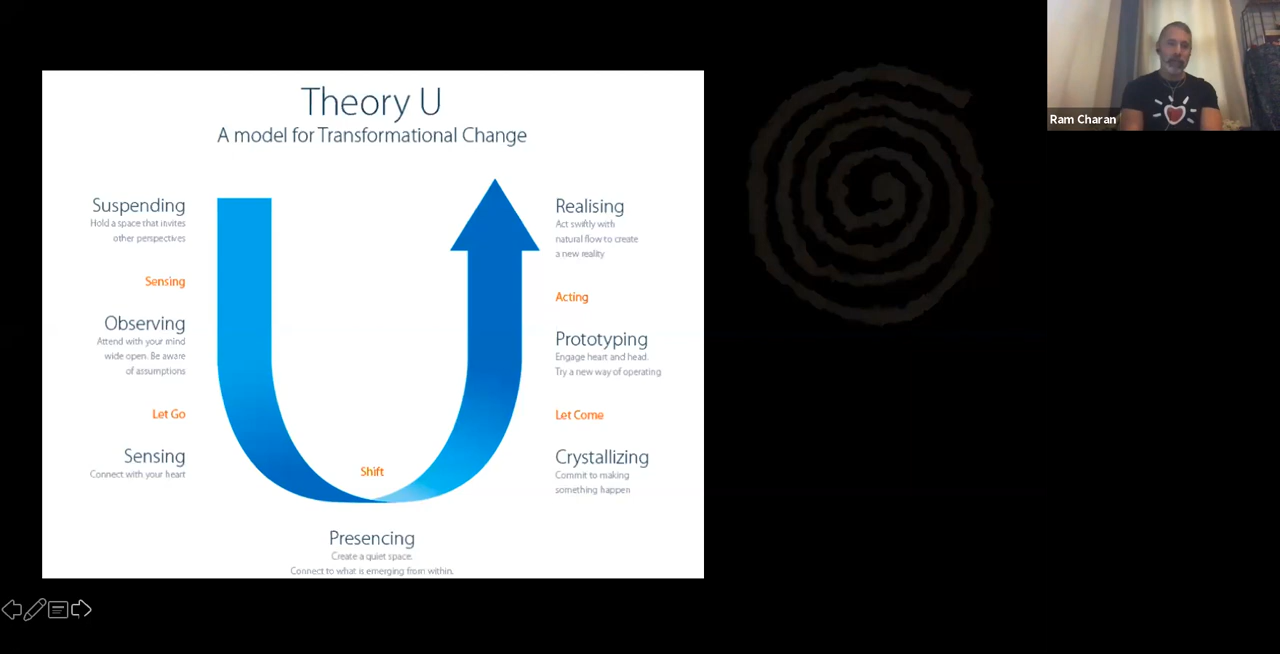 Theory U
A model for Transformational Change
Suspending
Hold a space that invites
other perspectives
Sensing
Observing
Attend with your mind
wide open. Be aware
of assumptions
Let Go
Sensing
Connect with your heart
Shift
Presencing
Create a quiet space.
Connect to what is emerging from within.
Realising
Act swiftly with
natural flow to create
a new reality
Acting
Prototyping
Engage heart and head.
Try a new way of operating
Let Come
Crystallizing
Commit to making
something happen
Ram Charan